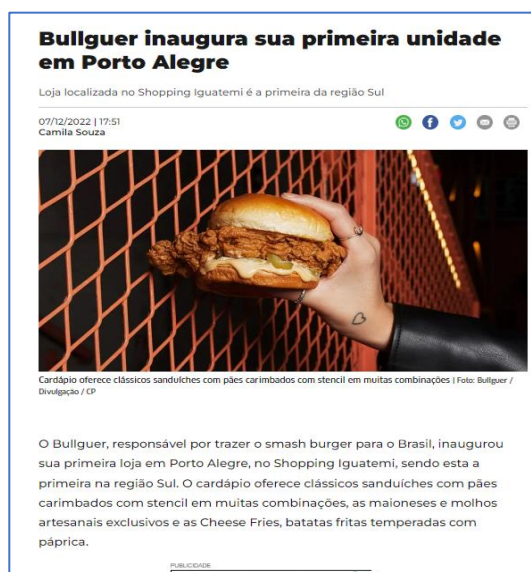 Bullguer inaugura sua primeira unidade
em Porto Alegre
Loja localizada no Shopping Iguatemi é a primeira da região Sul
07/12/2022 | 17:51
Camila Souza
Cardápio oferece clássicos sanduíches com pães carimbados com stencil em muitas combinações | Foto: Bullguer /
Divulgação / CP
O Bullguer, responsável por trazer o smash burger para o Brasil, inaugurou
sua primeira loja em Porto Alegre, no Shopping Iguatemi, sendo esta a
primeira na região Sul. O cardápio oferece clássicos sanduíches com pães
carimbados com stencil em muitas combinações, as maioneses e molhos
artesanais exclusivos e as Cheese Fries, batatas fritas temperadas com
páprica.
PUBLICIDADE